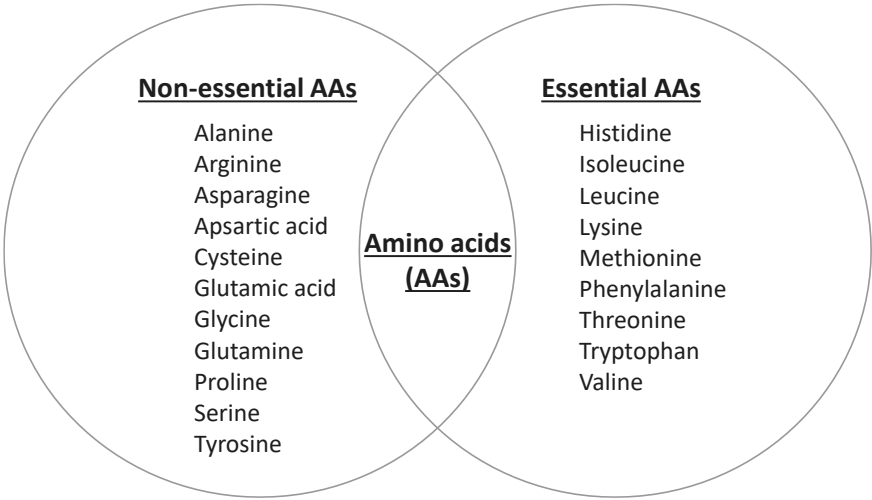 Non-essential AAs
Alanine
Arginine
Asparagine
Apsartic acid
Cysteine
Glutamic acid
Glycine
Glutamine
Proline
Serine
Tyrosine
Amino acids
(AAs)
Essential AAs
Histidine
Isoleucine
Leucine
Lysine
Methionine
Phenylalanine
Threonine
Tryptophan
Valine